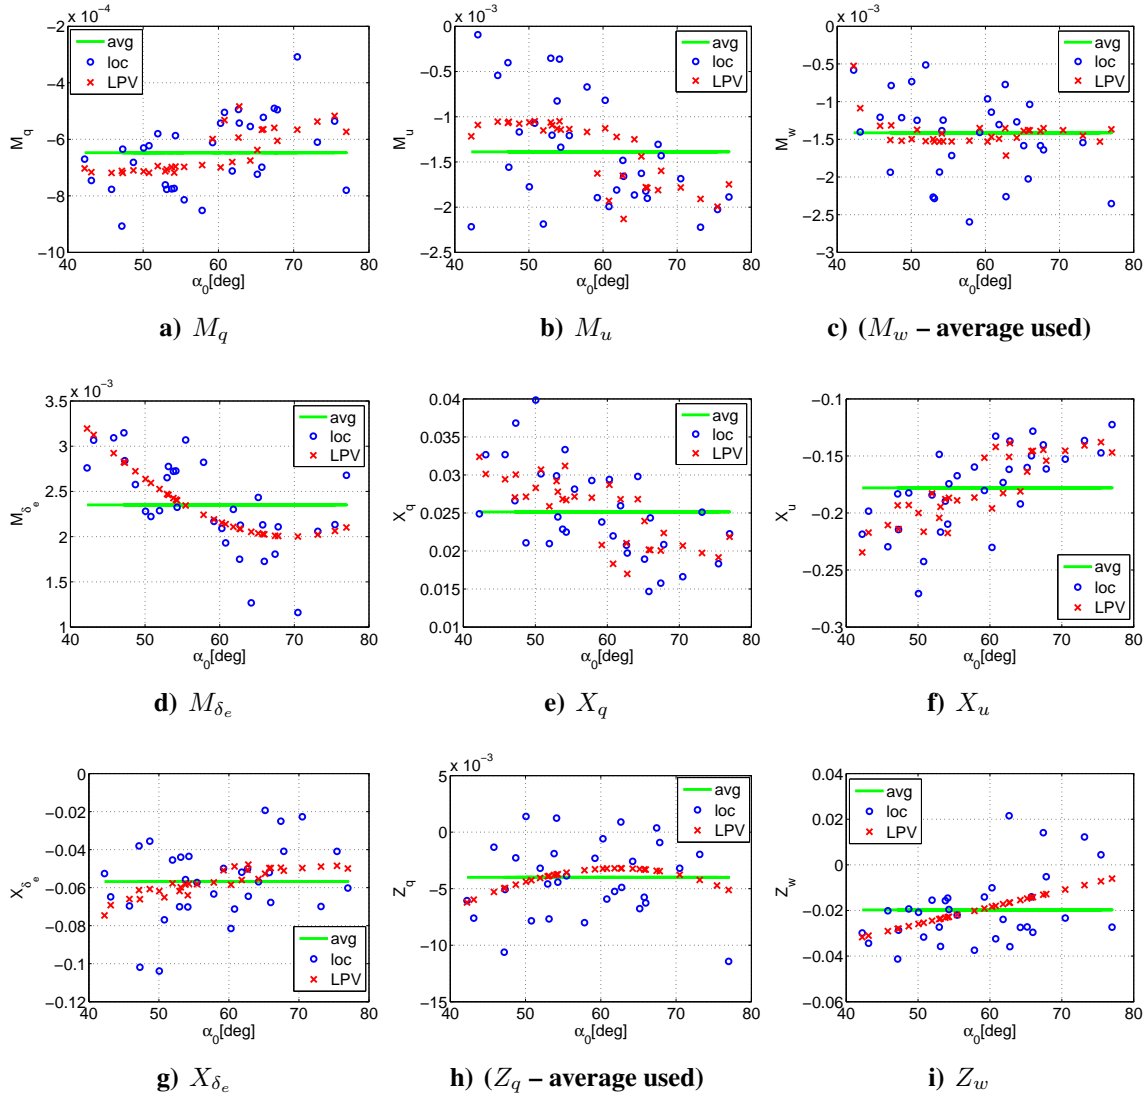 x 10⁻⁴
−2
−4
−6
−8
−10
M_q
40 50 60 70 80
α₀[deg]
avg
loc
LPV
a) M_q
x 10⁻³
0
−0.5
−1
−1.5
−2
−2.5
M_u
40 50 60 70 80
α₀[deg]
avg
loc
LPV
b) M_u
x 10⁻³
0
−0.5
−1
−1.5
−2
−2.5
−3
M_w
40 50 60 70 80
α₀[deg]
avg
loc
LPV
c) (M_w – average used)
x 10⁻³
3.5
3
2.5
2
1.5
1
M_δₑ
40 50 60 70 80
α₀[deg]
avg
loc
LPV
d) M_δₑ
0.04
0.035
0.03
0.025
0.02
0.015
0.01
X_q
40 50 60 70 80
α₀[deg]
avg
loc
LPV
e) X_q
−0.1
−0.15
−0.2
−0.25
−0.3
X_u
40 50 60 70 80
α₀[deg]
avg
loc
LPV
f) X_u
0
−0.02
−0.04
−0.06
−0.08
−0.1
−0.12
X_δₑ
40 50 60 70 80
α₀[deg]
avg
loc
LPV
g) X_δₑ
x 10⁻³
5
0
−5
−10
−15
Z_q
40 50 60 70 80
α₀[deg]
avg
loc
LPV
h) (Z_q – average used)
0.04
0.02
0
−0.02
−0.04
−0.06
Z_w
40 50 60 70 80
α₀[deg]
avg
loc
LPV
i) Z_w